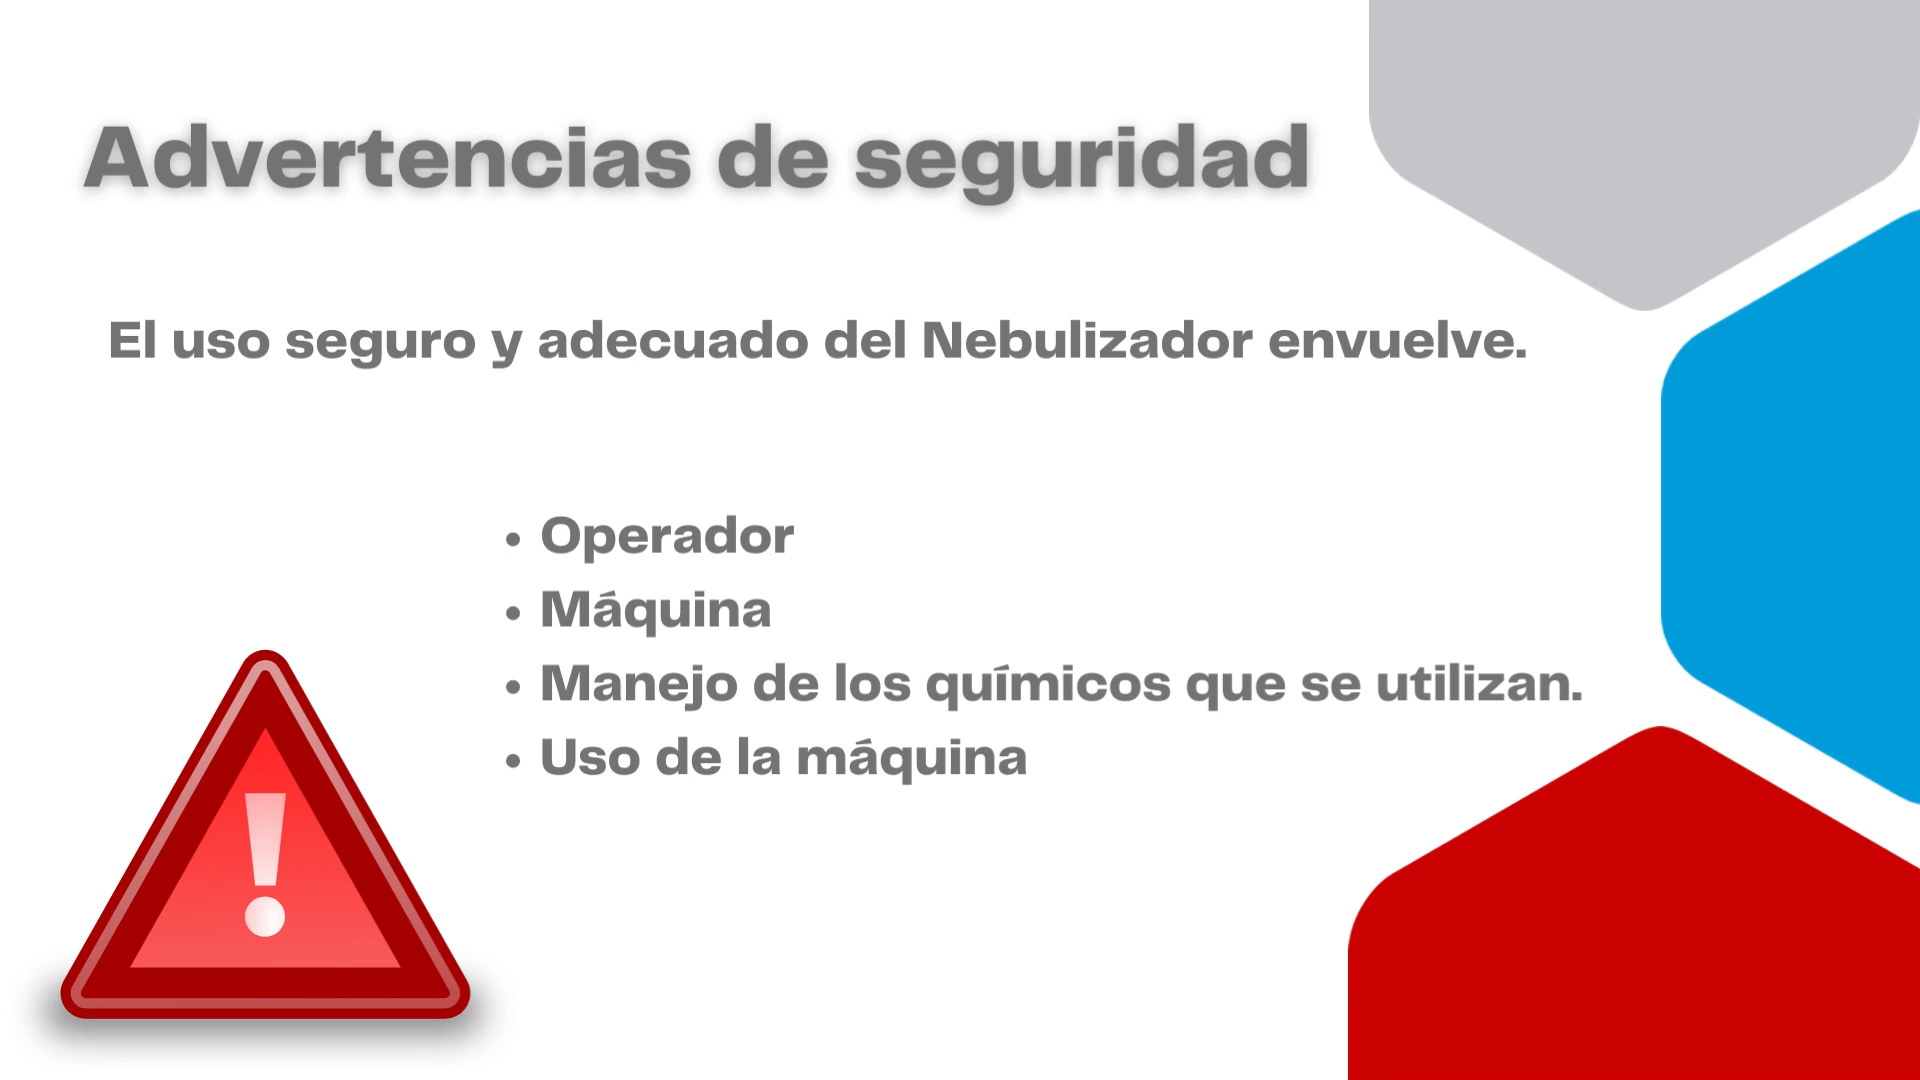 Advertencias de seguridad
El uso seguro y adecuado del Nebulizador envuelve.
• Operador
• Máquina
• Manejo de los químicos que se utilizan.
• Uso de la máquina
!